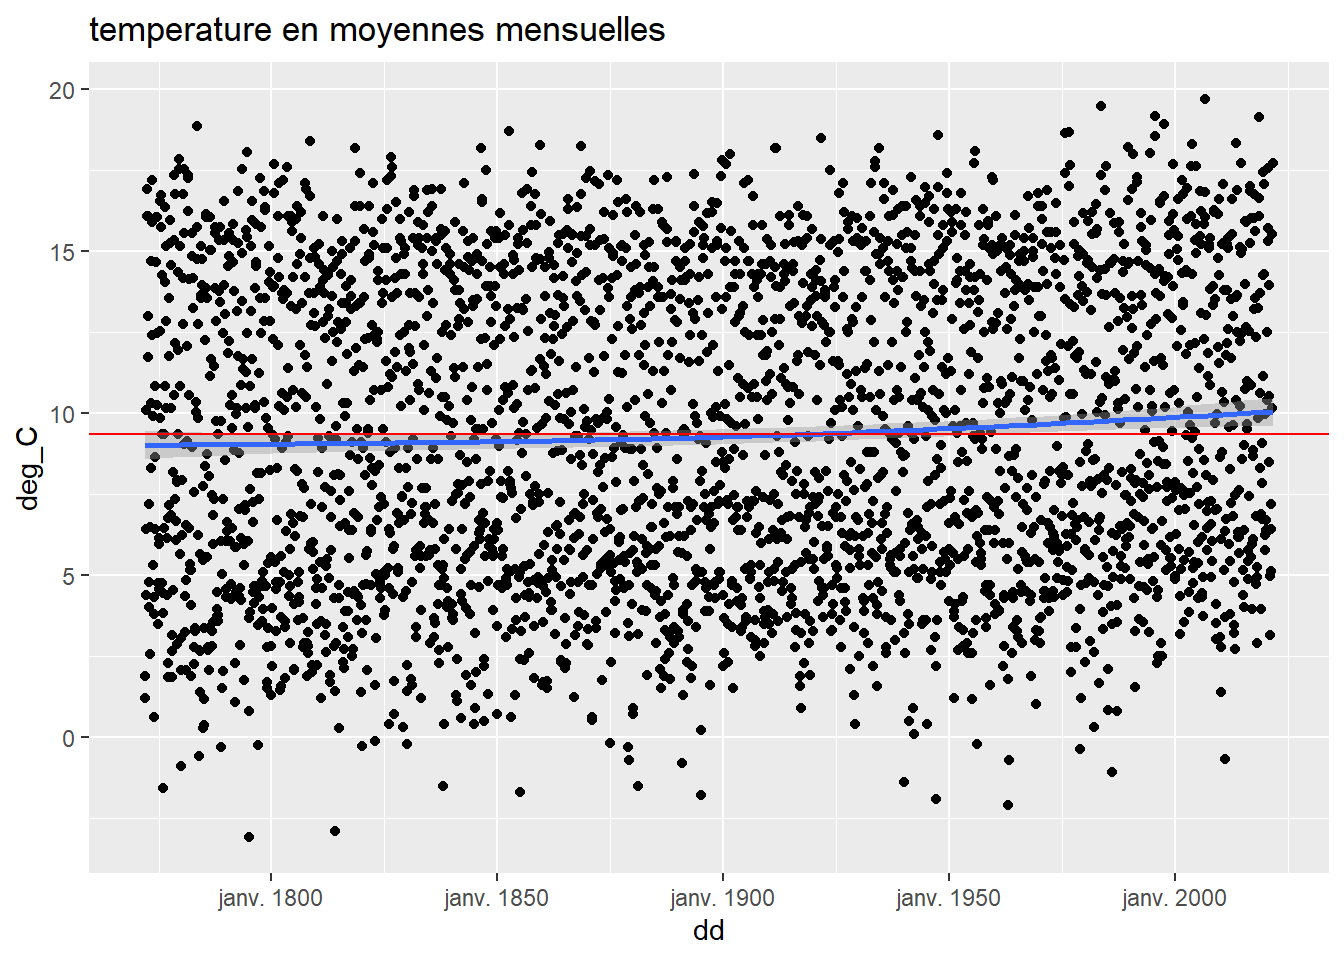 temperature en moyennes mensuelles
20
15
10
5
0
deg_C
janv. 1800
janv. 1850
janv. 1900
janv. 1950
janv. 2000
dd